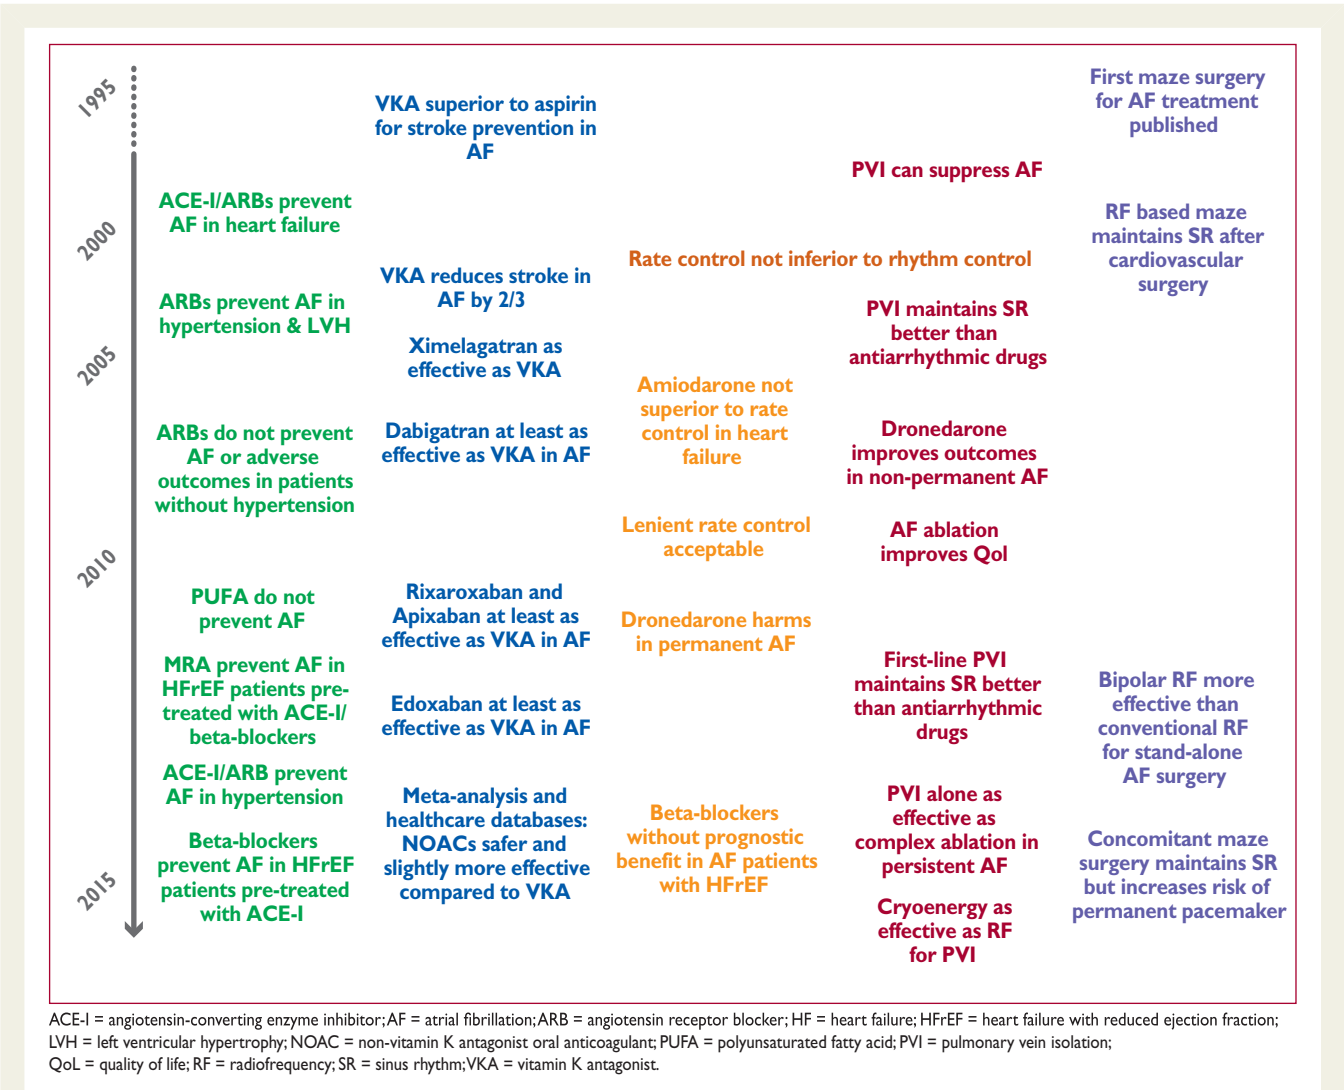 1995
2000
2005
2010
2015
ACE-I/ARBs prevent
AF in heart failure
ARBs prevent AF in
hypertension & LVH
ARBs do not prevent
AF or adverse
outcomes in patients
without hypertension
PUFA do not
prevent AF
MRA prevent AF in
HFrEF patients pre-
treated with ACE-I/
beta-blockers
ACE-I/ARB prevent
AF in hypertension
Beta-blockers
prevent AF in HFrEF
patients pre-treated
with ACE-I
VKA superior to aspirin
for stroke prevention in
AF
VKA reduces stroke in
AF by 2/3
Ximelagatran as
effective as VKA
Dabigatran at least as
effective as VKA in AF
Rixaroxaban and
Apixaban at least as
effective as VKA in AF
Edoxaban at least as
effective as VKA in AF
Meta-analysis and
healthcare databases:
NOACs safer and
slightly more effective
compared to VKA
Rate control not inferior to rhythm control
Amiodarone not
superior to rate
control in heart
failure
Lenient rate control
acceptable
Dronedarone harms
in permanent AF
Beta-blockers
without prognostic
benefit in AF patients
with HFrEF
PVI can suppress AF
PVI maintains SR
better than
antiarrhythmic drugs
Dronedarone
improves outcomes
in non-permanent AF
AF ablation
improves Qol
First-line PVI
maintains SR better
than antiarrhythmic
drugs
PVI alone as
effective as
complex ablation in
persistent AF
Cryoenergy as
effective as RF
for PVI
First maze surgery
for AF treatment
published
RF based maze
maintains SR after
cardiovascular
surgery
Bipolar RF more
effective than
conventional RF
for stand-alone
AF surgery
Concomitant maze
surgery maintains SR
but increases risk of
permanent pacemaker
ACE-I = angiotensin-converting enzyme inhibitor; AF = atrial fibrillation; ARB = angiotensin receptor blocker; HF = heart failure; HFrEF = heart failure with reduced ejection fraction;
LVH = left ventricular hypertrophy; NOAC = non-vitamin K antagonist oral anticoagulant; PUFA = polyunsaturated fatty acid; PVI = pulmonary vein isolation;
QoL = quality of life; RF = radiofrequency; SR = sinus rhythm; VKA = vitamin K antagonist.